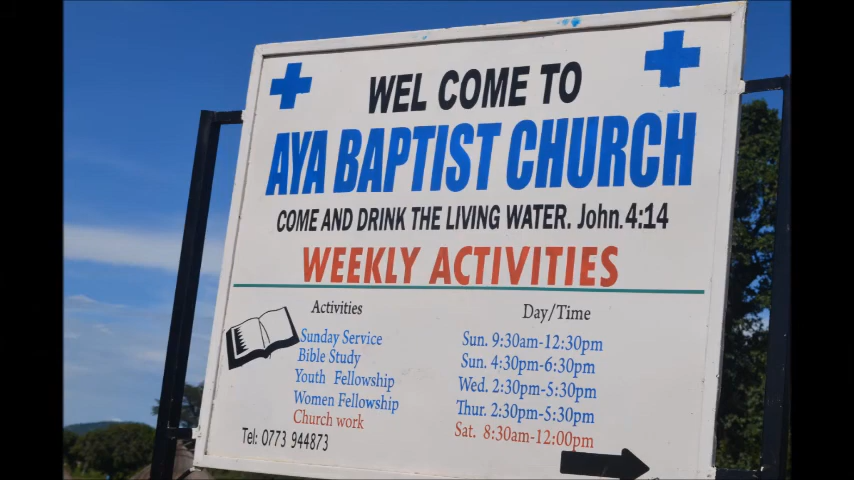 WEL COME TO
AYA BAPTIST CHURCH
COME AND DRINK THE LIVING WATER. John.4:14
WEEKLY ACTIVITIES
Activities Day/Time
Sunday Service Sun. 9:30am-12:30pm
Bible Study Sun. 4:30pm-6:30pm
Youth Fellowship Wed. 2:30pm-5:30pm
Women Fellowship Thur. 2:30pm-5:30pm
Church work Sat. 8:30am-12:00pm
Tel: 0773 944873